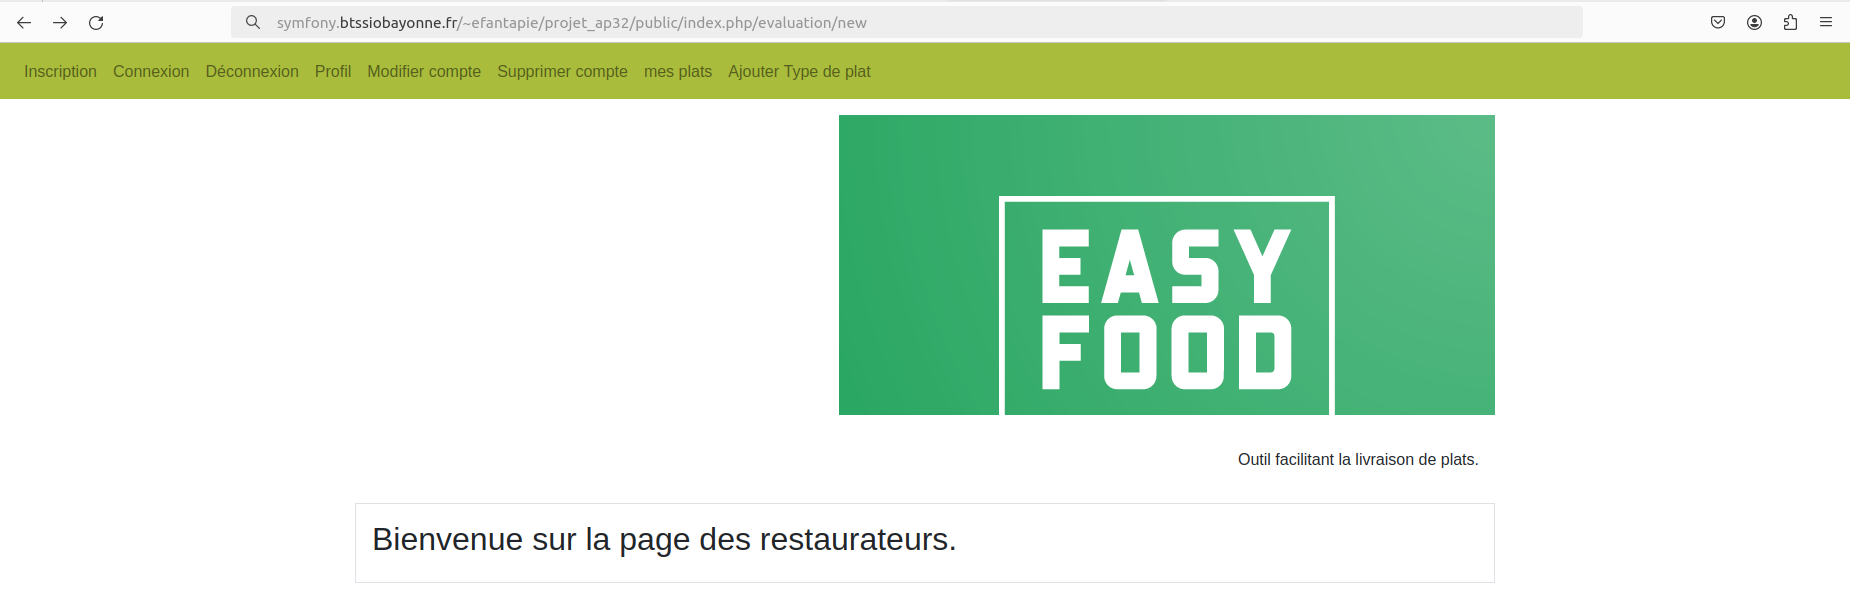 symfony.btssiobayonne.fr/~efantapie/projet_ap32/public/index.php/evaluation/new
Inscription Connexion Déconnexion Profil Modifier compte Supprimer compte mes plats Ajouter Type de plat
EASY
FOOD
Outil facilitant la livraison de plats.
Bienvenue sur la page des restaurateurs.